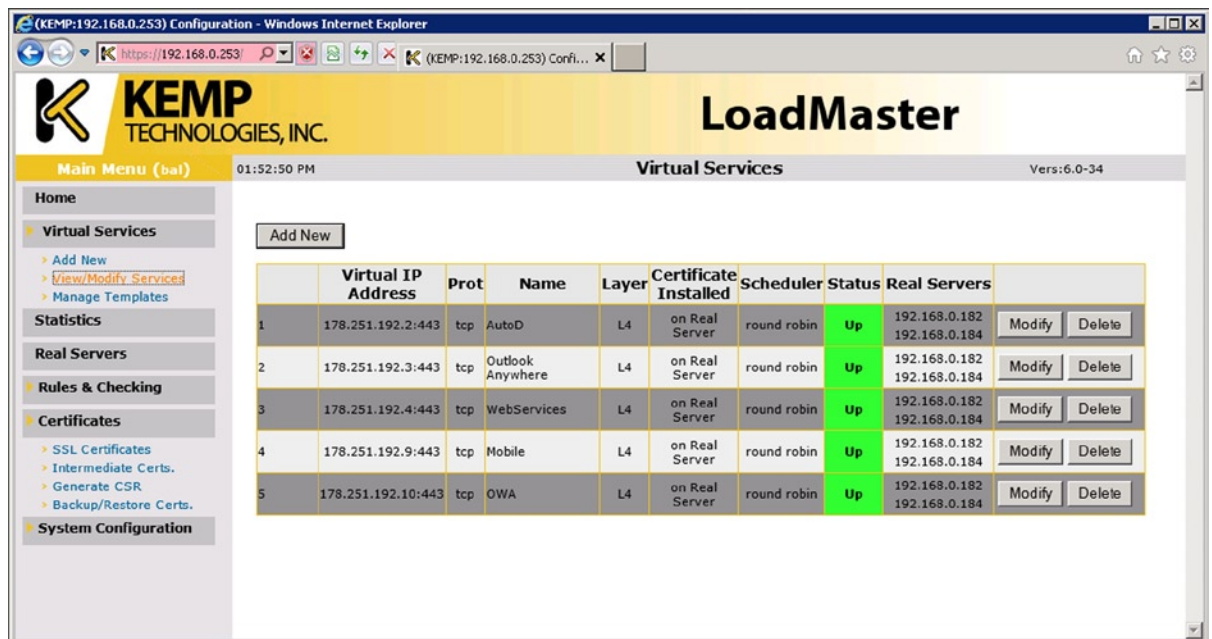 (KEMP:192.168.0.253) Configuration - Windows Internet Explorer
https://192.168.0.253/
(KEMP:192.168.0.253) Confi...
KEMP
TECHNOLOGIES, INC.
LoadMaster
Main Menu (bal)
01:52:50 PM
Virtual Services
Vers:6.0-34
Home
Virtual Services
Add New
View/Modify Services
Manage Templates
Statistics
Real Servers
Rules & Checking
Certificates
SSL Certificates
Intermediate Certs.
Generate CSR
Backup/Restore Certs.
System Configuration
Add New
Virtual IP Address Prot Name Layer Certificate Installed Scheduler Status Real Servers
1 178.251.192.2:443 tcp AutoD L4 on Real Server round robin Up 192.168.0.182 192.168.0.184 Modify Delete
2 178.251.192.3:443 tcp Outlook Anywhere L4 on Real Server round robin Up 192.168.0.182 192.168.0.184 Modify Delete
3 178.251.192.4:443 tcp WebServices L4 on Real Server round robin Up 192.168.0.182 192.168.0.184 Modify Delete
4 178.251.192.9:443 tcp Mobile L4 on Real Server round robin Up 192.168.0.182 192.168.0.184 Modify Delete
5 178.251.192.10:443 tcp OWA L4 on Real Server round robin Up 192.168.0.182 192.168.0.184 Modify Delete